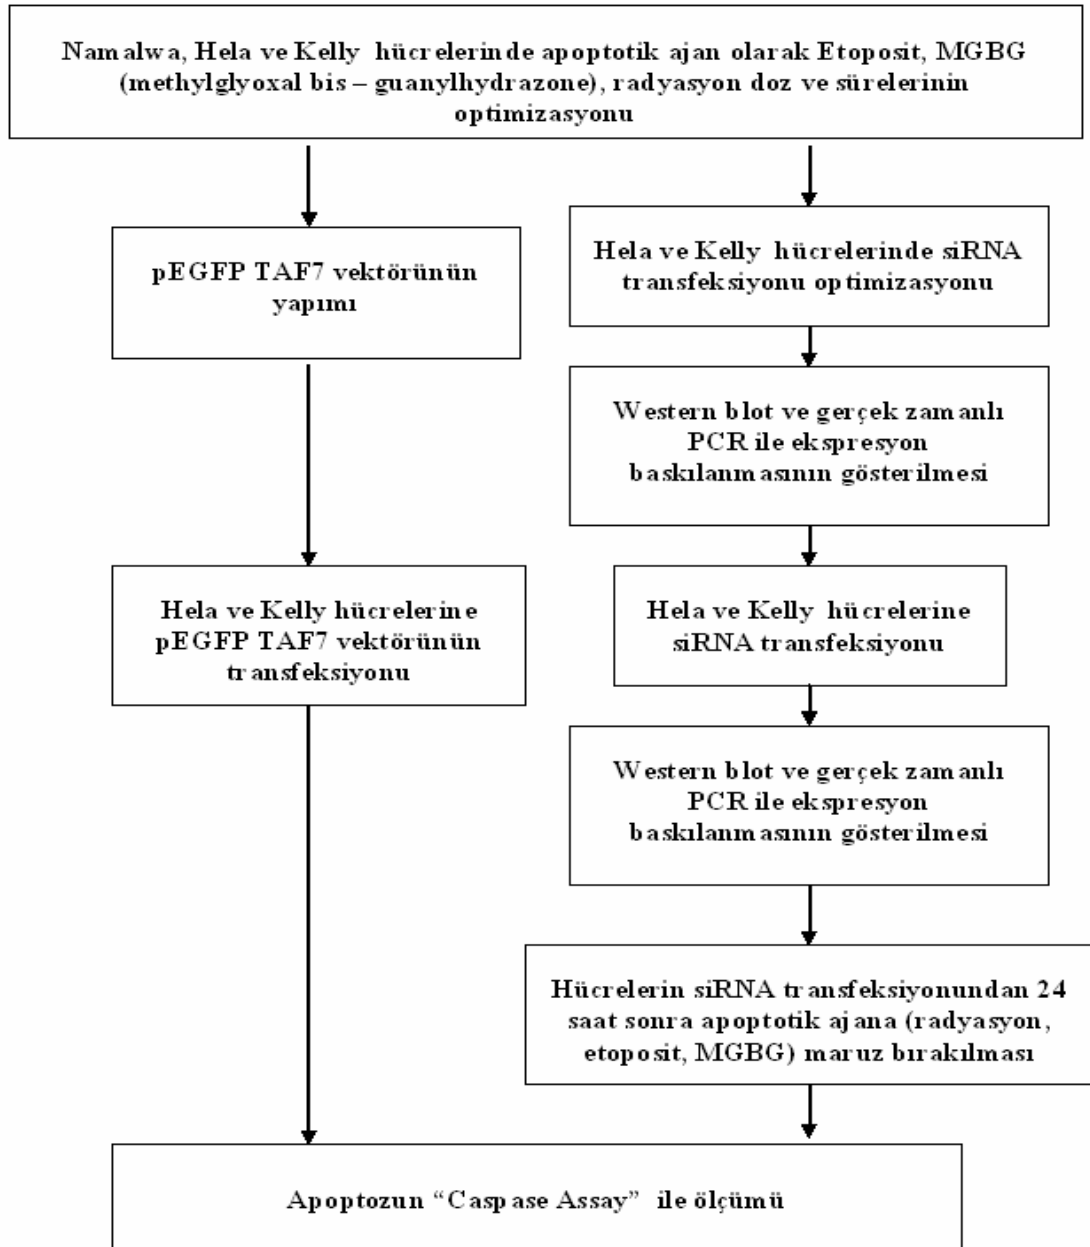 Namalwa, Hela ve Kelly hücrelerinde apoptotik ajan olarak Etoposit, MGBG
(methylglyoxal bis – guanylhydrazone), radyasyon doz ve sürelerinin
optimizasyonu
pEGFP TAF7 vektörünün
yapımı
Hela ve Kelly hücrelerinde siRNA
transfeksiyonu optimizasyonu
Western blot ve gerçek zamanlı
PCR ile ekspresyon
baskılanmasının gösterilmesi
Hela ve Kelly hücrelerine
pEGFP TAF7 vektörünün
transfeksiyonu
Hela ve Kelly hücrelerine
siRNA transfeksiyonu
Western blot ve gerçek zamanlı
PCR ile ekspresyon
baskılanmasının gösterilmesi
Hücrelerin siRNA transfeksiyonundan 24
saat sonra apoptotik ajana (radyasyon,
etoposit, MGBG) maruz bırakılması
Apoptozun “Caspase Assay” ile ölçümü